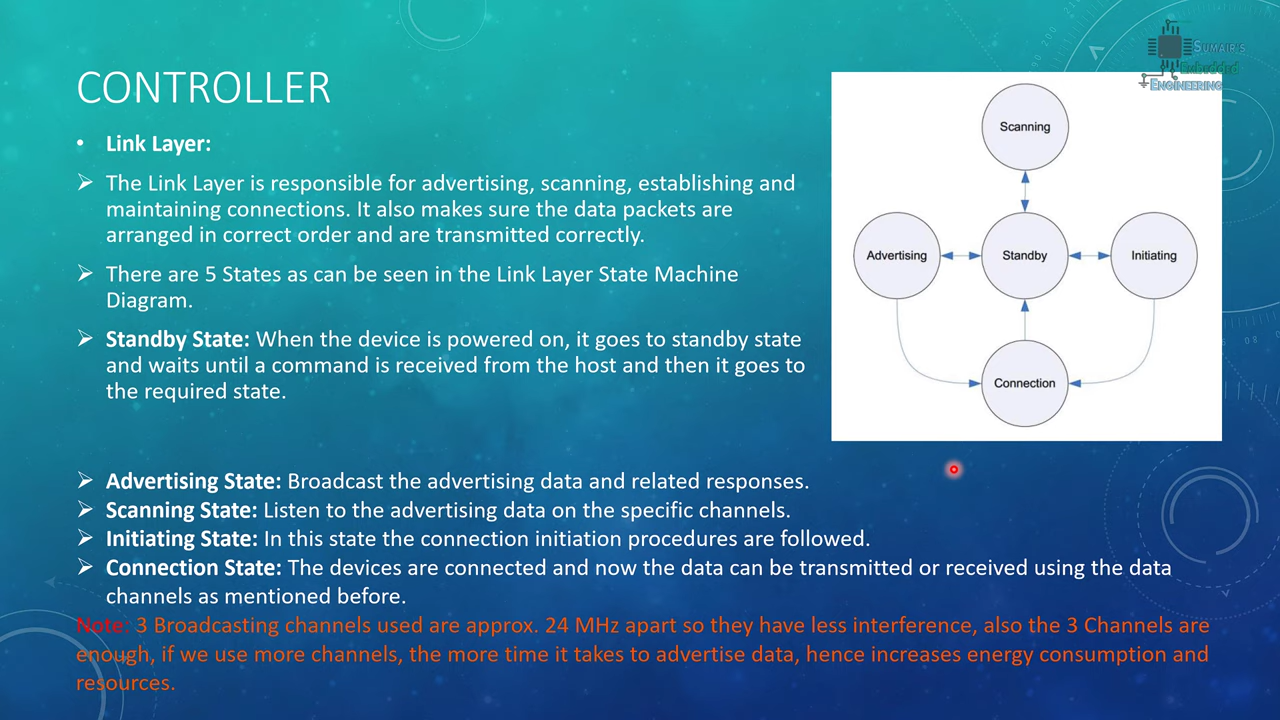 CONTROLLER
• Link Layer:
➢ The Link Layer is responsible for advertising, scanning, establishing and
maintaining connections. It also makes sure the data packets are
arranged in correct order and are transmitted correctly.
➢ There are 5 States as can be seen in the Link Layer State Machine
Diagram.
➢ Standby State: When the device is powered on, it goes to standby state
and waits until a command is received from the host and then it goes to
the required state.
➢ Advertising State: Broadcast the advertising data and related responses.
➢ Scanning State: Listen to the advertising data on the specific channels.
➢ Initiating State: In this state the connection initiation procedures are followed.
➢ Connection State: The devices are connected and now the data can be transmitted or received using the data
channels as mentioned before.
Note: 3 Broadcasting channels used are approx. 24 MHz apart so they have less interference, also the 3 Channels are
enough, if we use more channels, the more time it takes to advertise data, hence increases energy consumption and
resources.
Scanning
Advertising
Standby
Initiating
Connection
SUMAIR'S
Embedded
ENGINEERING